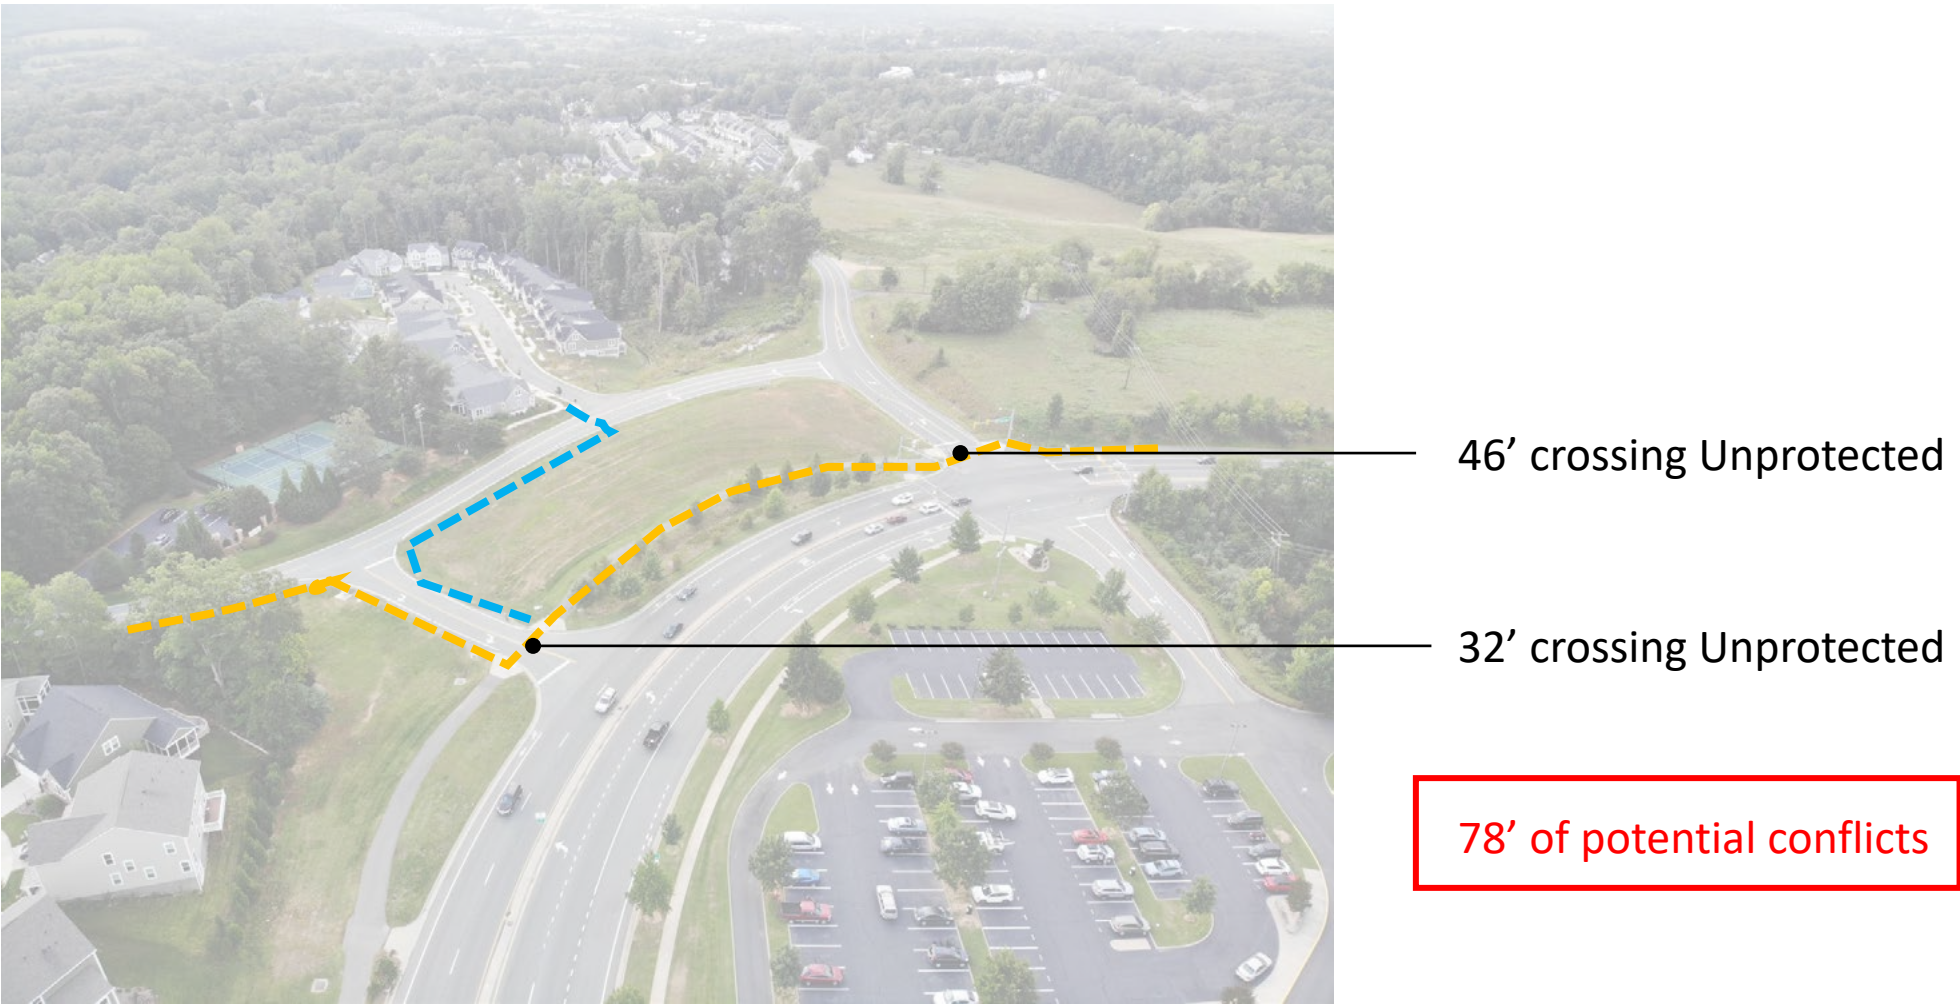 46’ crossing Unprotected
32’ crossing Unprotected
78’ of potential conflicts